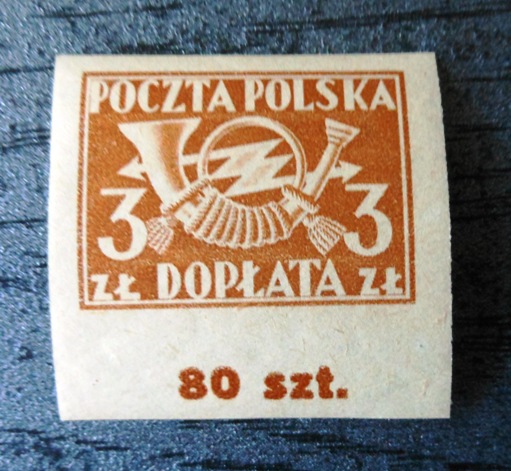 POCZTA POLSKA
3 3
ZŁ DOPŁATA ZŁ
80 szt.